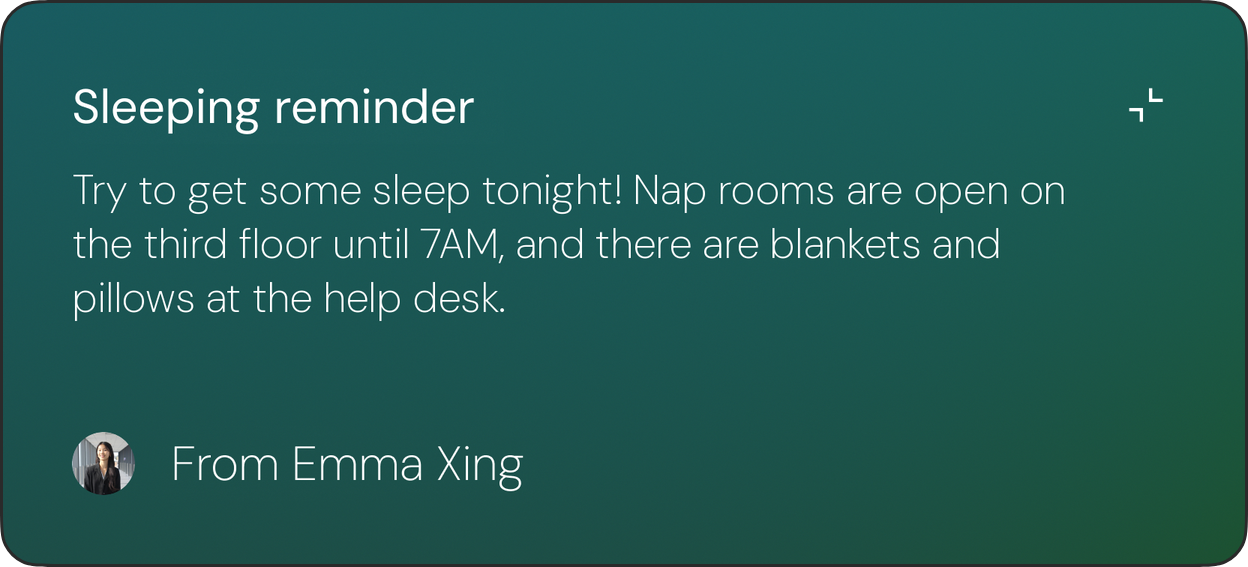 Sleeping reminder
Try to get some sleep tonight! Nap rooms are open on
the third floor until 7AM, and there are blankets and
pillows at the help desk.
From Emma Xing